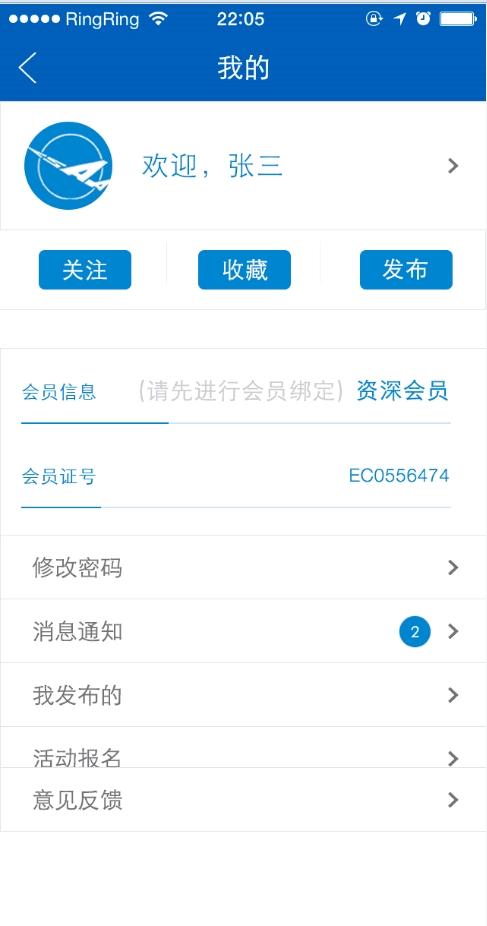 RingRing 22:05
我的
欢迎，张三
关注 收藏 发布
会员信息 (请先进行会员绑定) 资深会员
会员证号 EC0556474
修改密码
消息通知 2
我发布的
活动报名
意见反馈